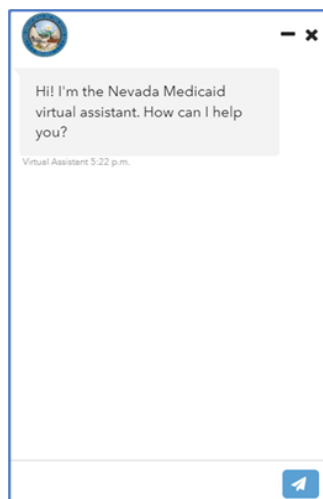 Hi! I'm the Nevada Medicaid
virtual assistant. How can I help
you?
Virtual Assistant 5:22 p.m.